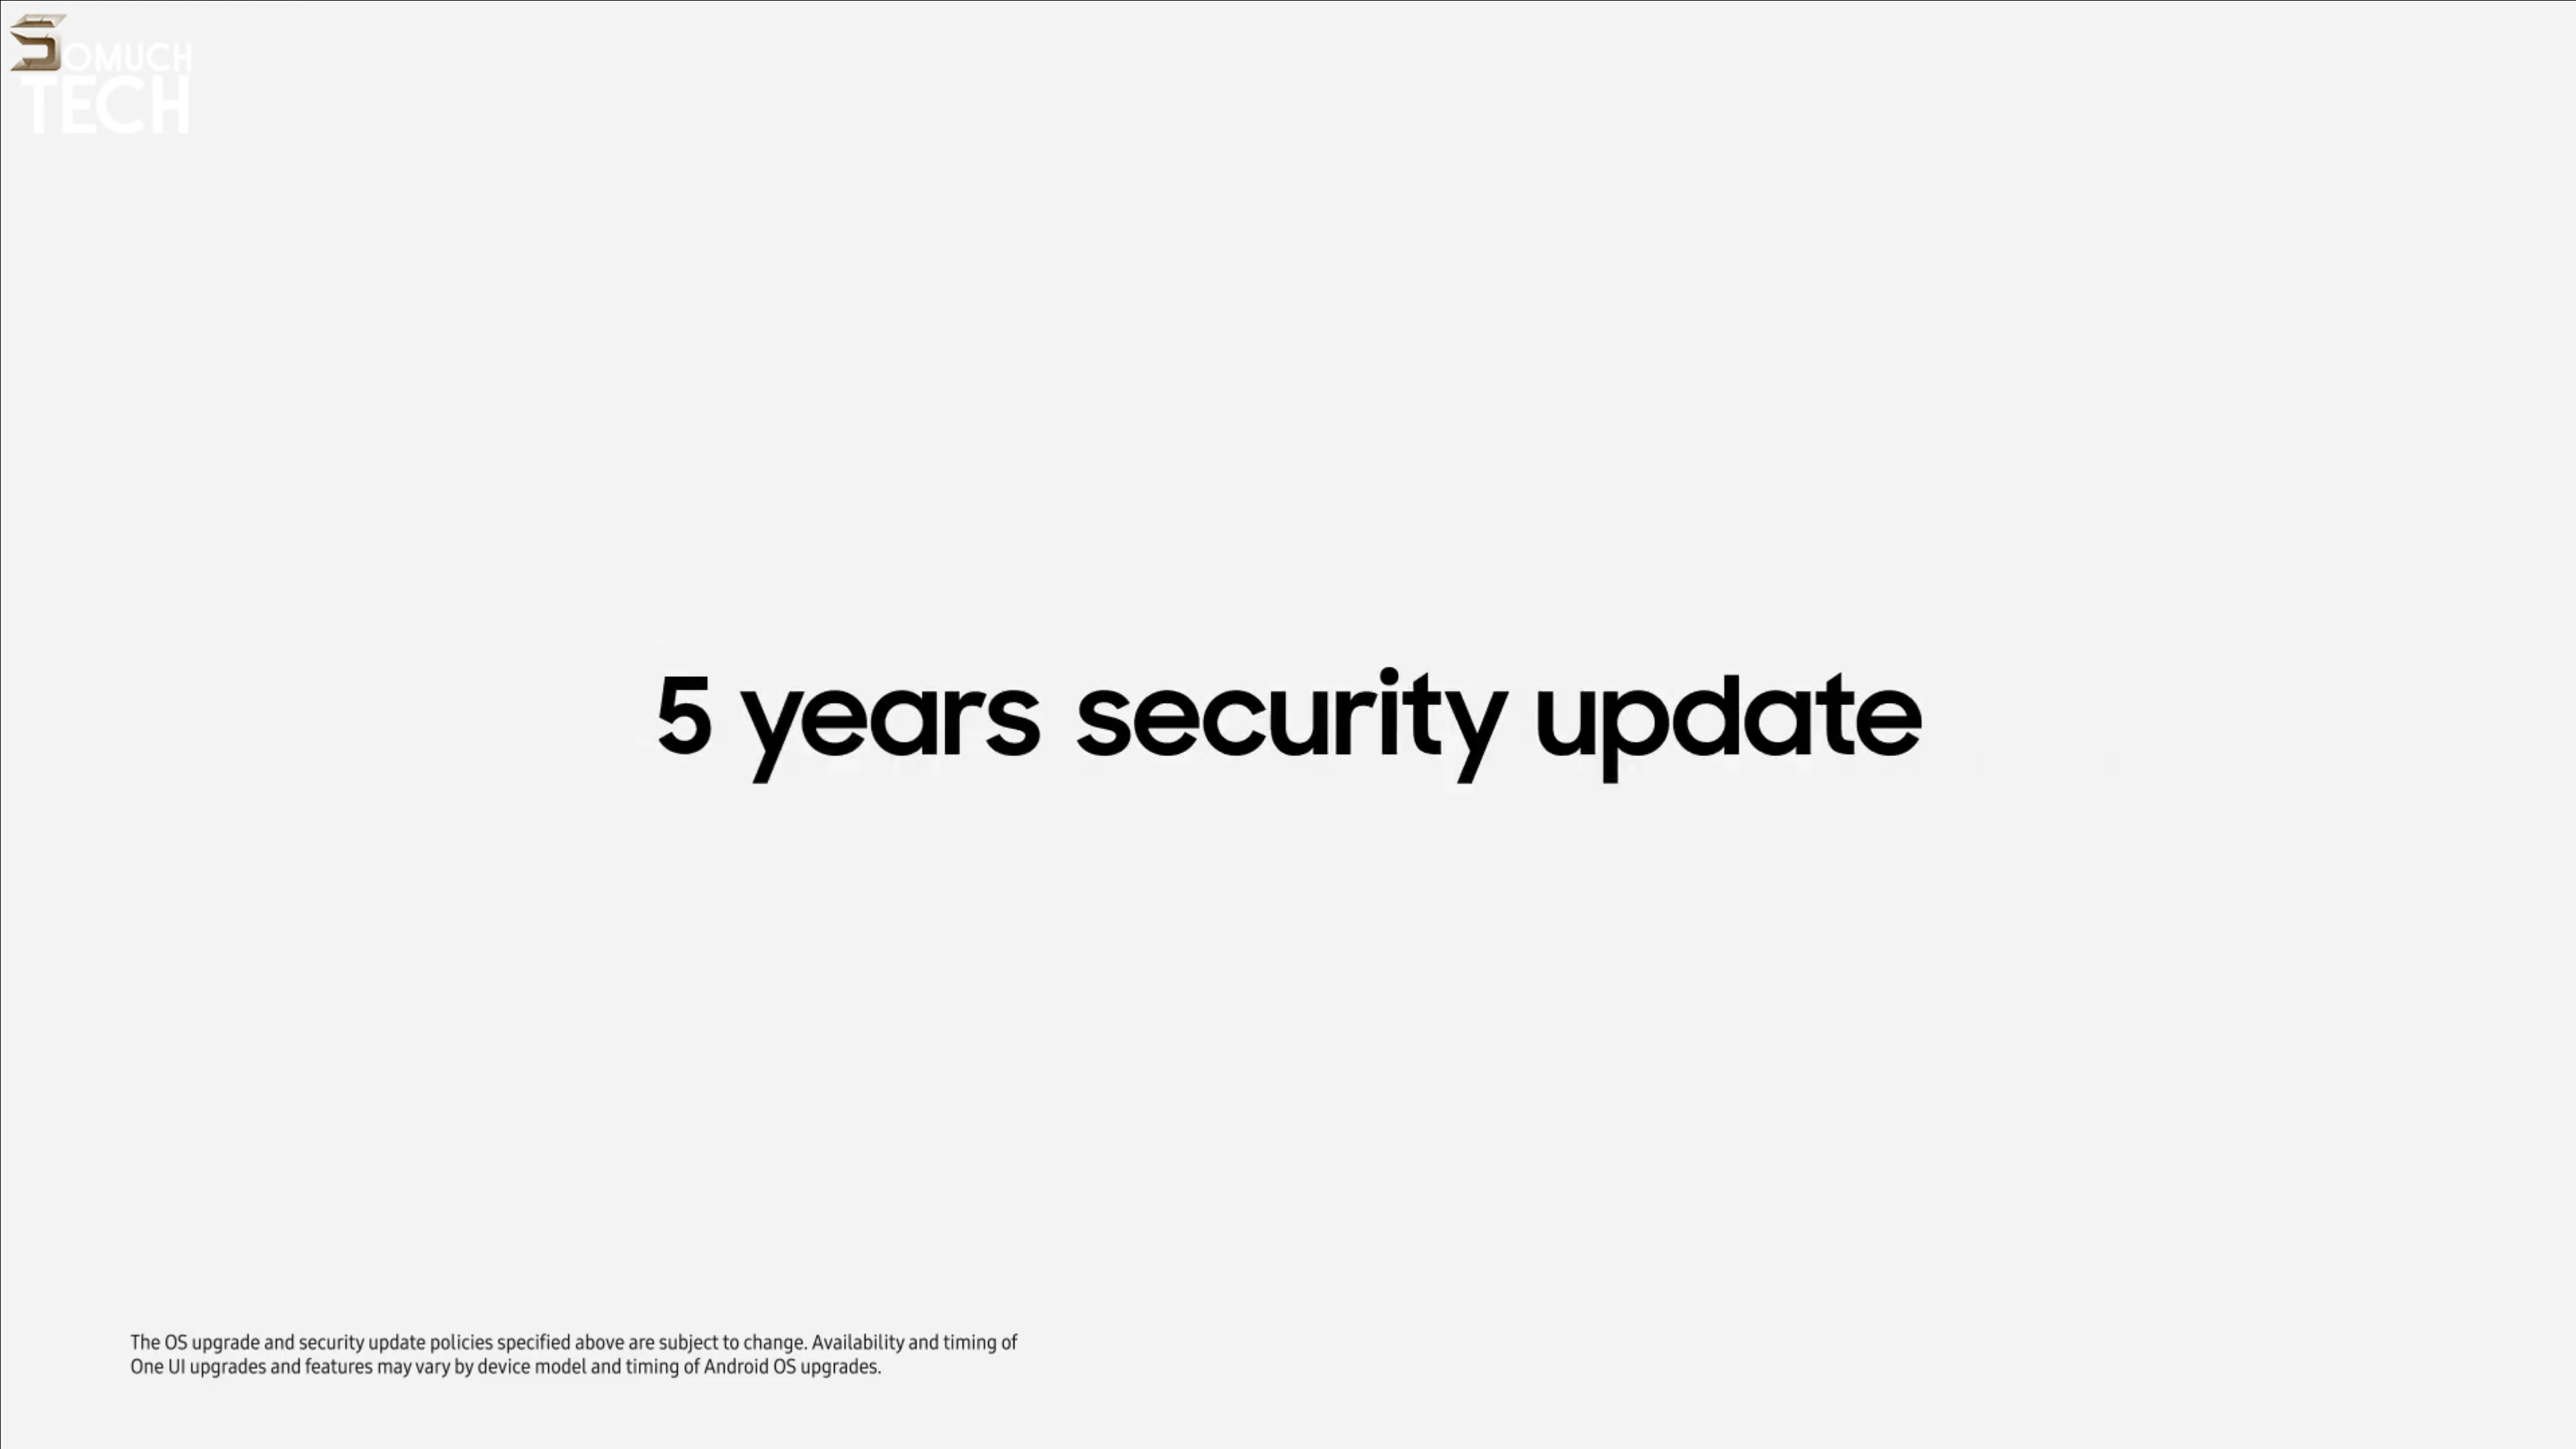 SOMUCH
TECH
5 years security update
The OS upgrade and security update policies specified above are subject to change. Availability and timing of
One UI upgrades and features may vary by device model and timing of Android OS upgrades.